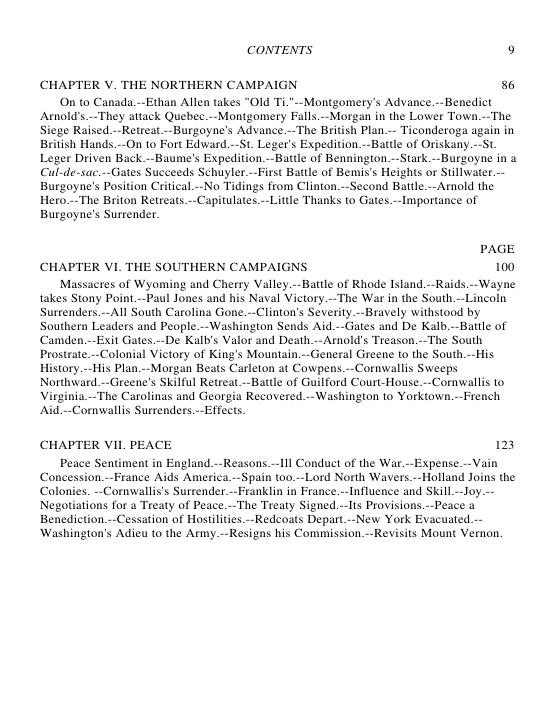 CONTENTS 9
CHAPTER V. THE NORTHERN CAMPAIGN 86
On to Canada.--Ethan Allen takes "Old Ti."--Montgomery's Advance.--Benedict
Arnold's.--They attack Quebec.--Montgomery Falls.--Morgan in the Lower Town.--The
Siege Raised.--Retreat.--Burgoyne's Advance.--The British Plan.-- Ticonderoga again in
British Hands.--On to Fort Edward.--St. Leger's Expedition.--Battle of Oriskany.--St.
Leger Driven Back.--Baume's Expedition.--Battle of Bennington.--Stark.--Burgoyne in a
Cul-de-sac.--Gates Succeeds Schuyler.--First Battle of Bemis's Heights or Stillwater.--
Burgoyne's Position Critical.--No Tidings from Clinton.--Second Battle.--Arnold the
Hero.--The Briton Retreats.--Capitulates.--Little Thanks to Gates.--Importance of
Burgoyne's Surrender.
PAGE
CHAPTER VI. THE SOUTHERN CAMPAIGNS 100
Massacres of Wyoming and Cherry Valley.--Battle of Rhode Island.--Raids.--Wayne
takes Stony Point.--Paul Jones and his Naval Victory.--The War in the South.--Lincoln
Surrenders.--All South Carolina Gone.--Clinton's Severity.--Bravely withstood by
Southern Leaders and People.--Washington Sends Aid.--Gates and De Kalb.--Battle of
Camden.--Exit Gates.--De Kalb's Valor and Death.--Arnold's Treason.--The South
Prostrate.--Colonial Victory of King's Mountain.--General Greene to the South.--His
History.--His Plan.--Morgan Beats Carleton at Cowpens.--Cornwallis Sweeps
Northward.--Greene's Skilful Retreat.--Battle of Guilford Court-House.--Cornwallis to
Virginia.--The Carolinas and Georgia Recovered.--Washington to Yorktown.--French
Aid.--Cornwallis Surrenders.--Effects.
CHAPTER VII. PEACE 123
Peace Sentiment in England.--Reasons.--Ill Conduct of the War.--Expense.--Vain
Concession.--France Aids America.--Spain too.--Lord North Wavers.--Holland Joins the
Colonies. --Cornwallis's Surrender.--Franklin in France.--Influence and Skill.--Joy.--
Negotiations for a Treaty of Peace.--The Treaty Signed.--Its Provisions.--Peace a
Benediction.--Cessation of Hostilities.--Redcoats Depart.--New York Evacuated.--
Washington's Adieu to the Army.--Resigns his Commission.--Revisits Mount Vernon.